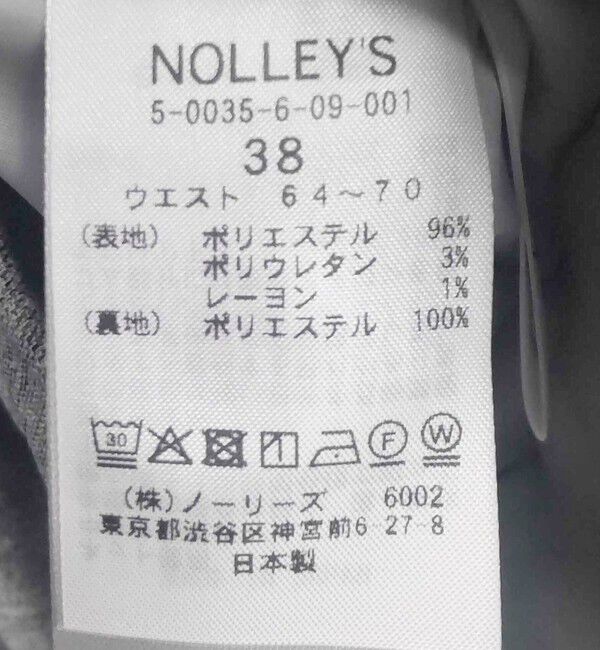 NOLLEY'S
5-0035-6-09-001
38
ウエスト 64〜70
(表地) ポリエステル 96%
ポリウレタン 3%
レーヨン 1%
(裏地) ポリエステル 100%
30 F W
(株)ノーリーズ 6002
東京都渋谷区神宮前6 27-8
日本製